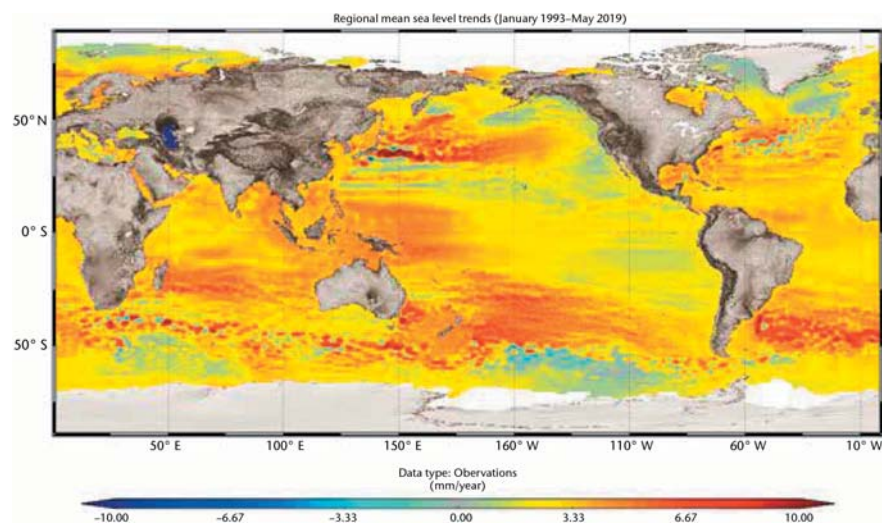 Regional mean sea level trends (January 1993–May 2019)
50° N
0° S
50° S
50° E 100° E 150° E 160° W 110° W 60° W 10° W
Data type: Obervations
(mm/year)
−10.00 −6.67 −3.33 0.00 3.33 6.67 10.00